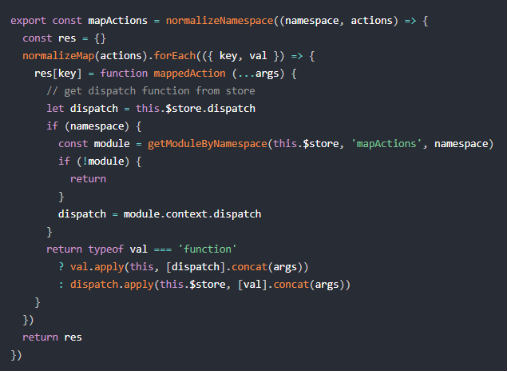 export const mapActions = normalizeNamespace((namespace, actions) => {
  const res = {}
  normalizeMap(actions).forEach(({ key, val }) => {
    res[key] = function mappedAction (...args) {
      // get dispatch function from store
      let dispatch = this.$store.dispatch
      if (namespace) {
        const module = getModuleByNamespace(this.$store, 'mapActions', namespace)
        if (!module) {
          return
        }
        dispatch = module.context.dispatch
      }
      return typeof val === 'function'
        ? val.apply(this, [dispatch].concat(args))
        : dispatch.apply(this.$store, [val].concat(args))
    }
  })
  return res
})